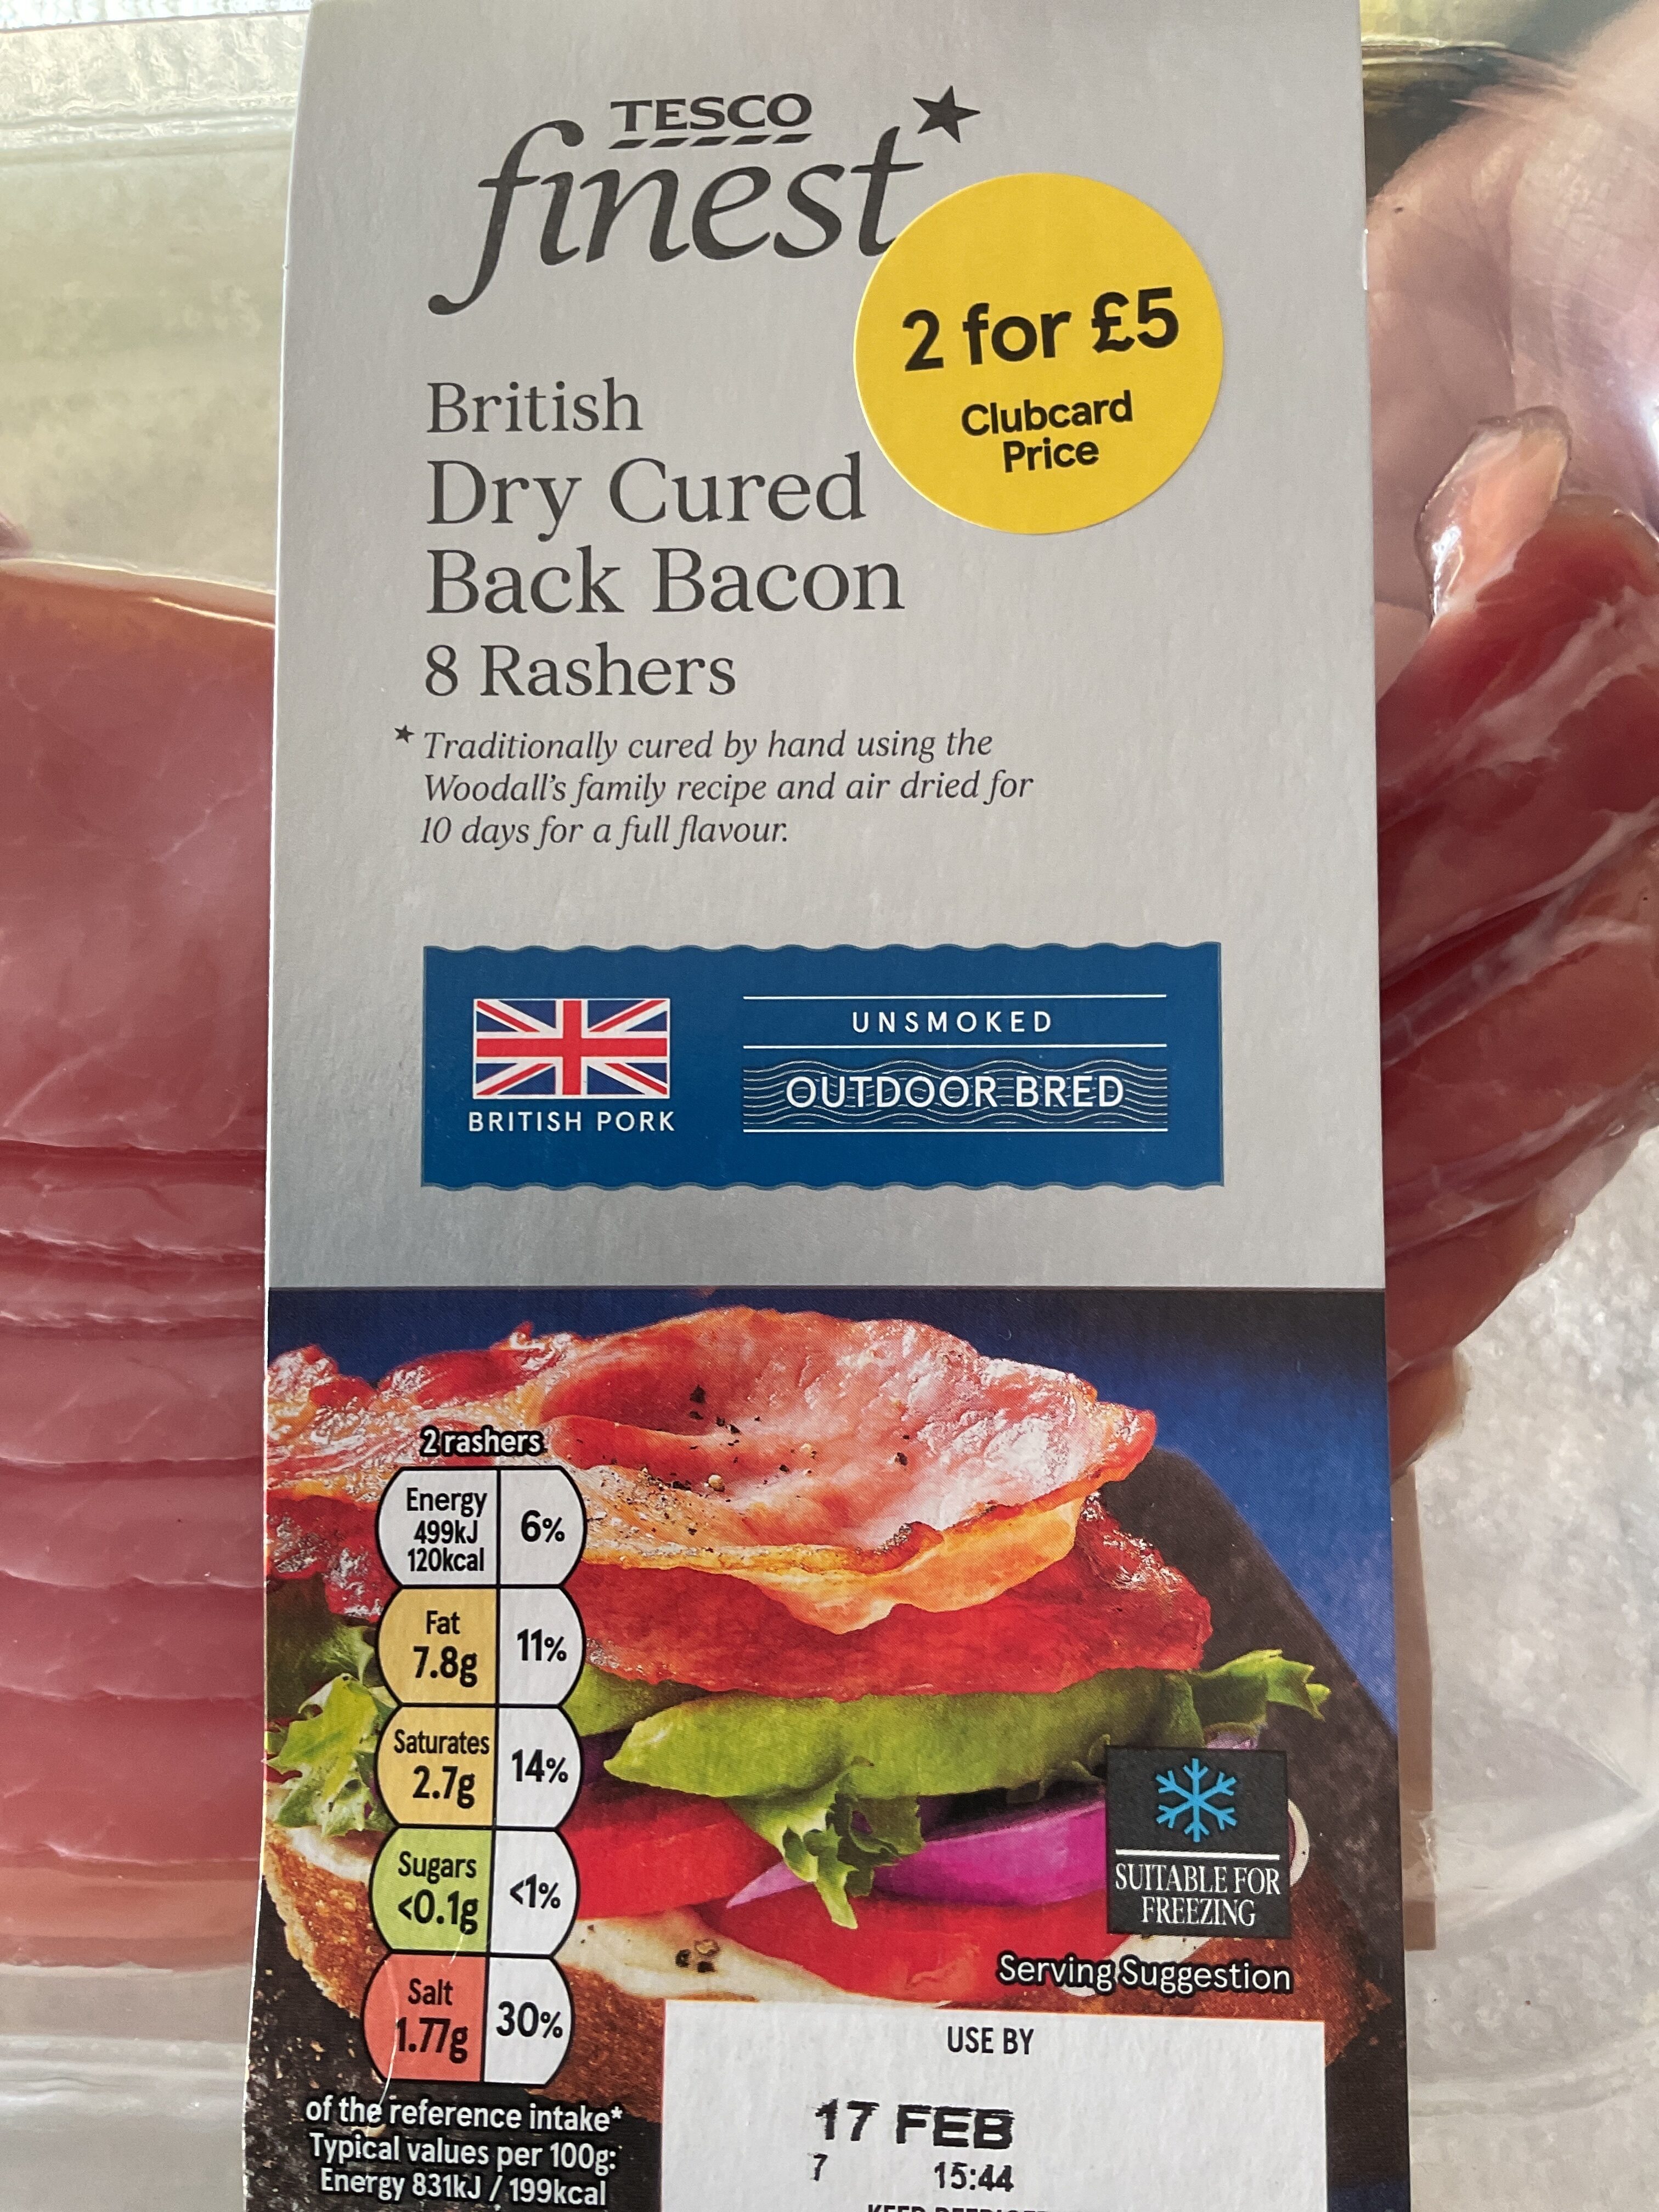 TESCO
finest*
2 for £5
Clubcard
Price
British
Dry Cured
Back Bacon
8 Rashers
* Traditionally cured by hand using the
Woodall's family recipe and air dried for
10 days for a full flavour.
BRITISH PORK
UNSMOKED
OUTDOOR BRED
2 rashers
Energy
499kJ
120kcal
6%
Fat
7.8g
11%
Saturates
2.7g
14%
Sugars
<0.1g
<1%
Salt
1.77g
30%
of the reference intake*
Typical values per 100g:
Energy 831kJ / 199kcal
SUITABLE FOR
FREEZING
Serving Suggestion
USE BY
17 FEB
7 15:44